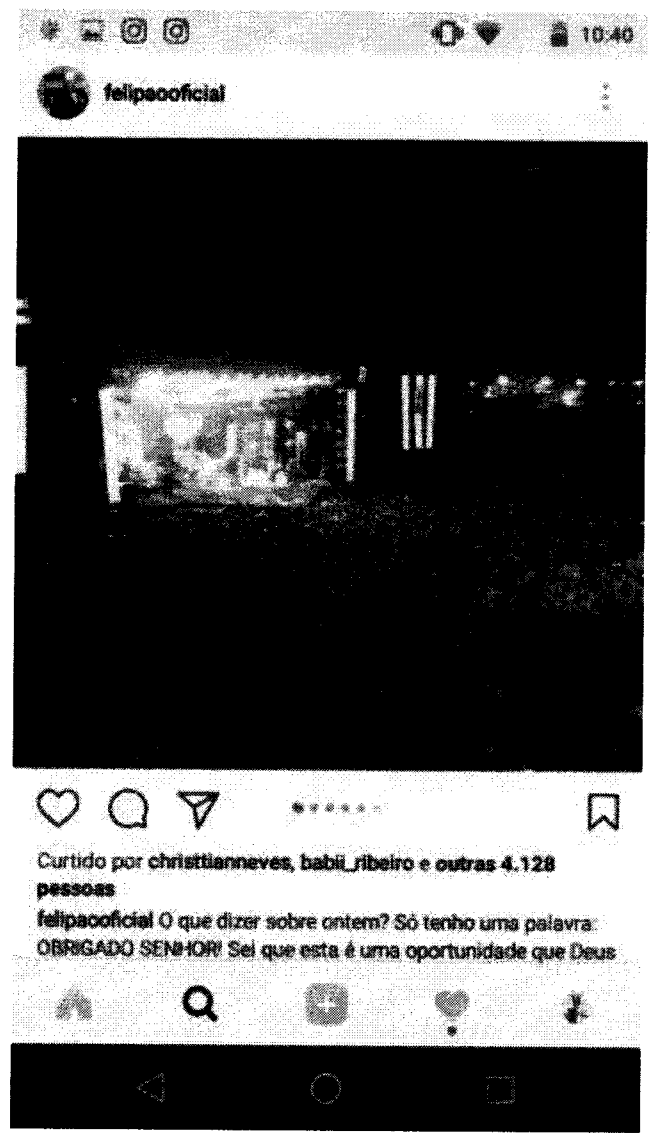 10:40
felipaooficial
Curtido por christtianneves, babii_ribeiro e outras 4.128
pessoas
felipaooficial O que dizer sobre ontem? Só tenho uma palavra:
OBRIGADO SENHOR! Sei que esta é uma oportunidade que Deus